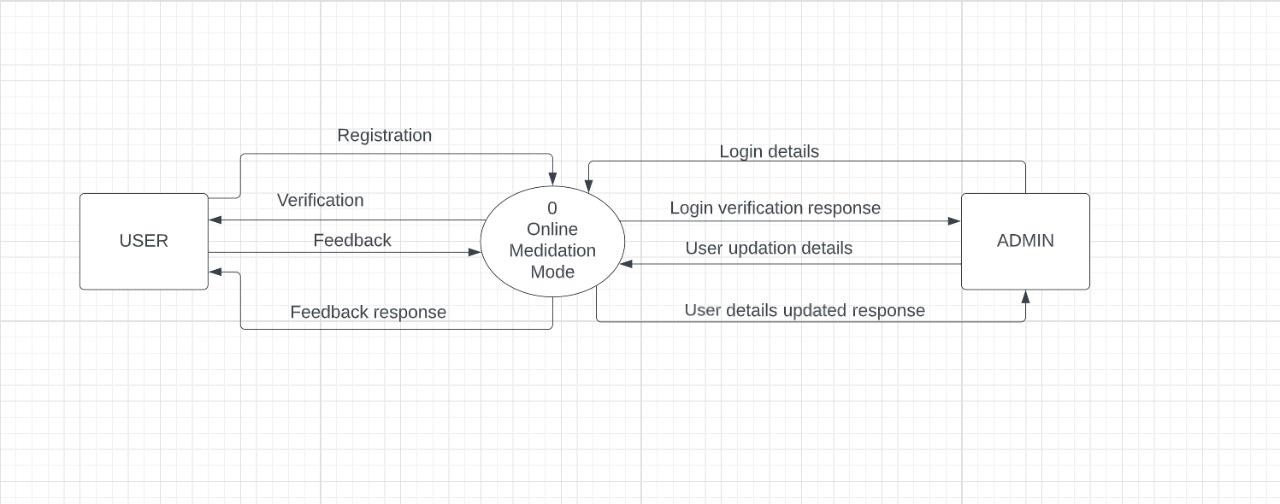 Registration
Login details
Verification
Login verification response
0
Online
Medidation
Mode
USER
Feedback
User updation details
ADMIN
Feedback response
User details updated response